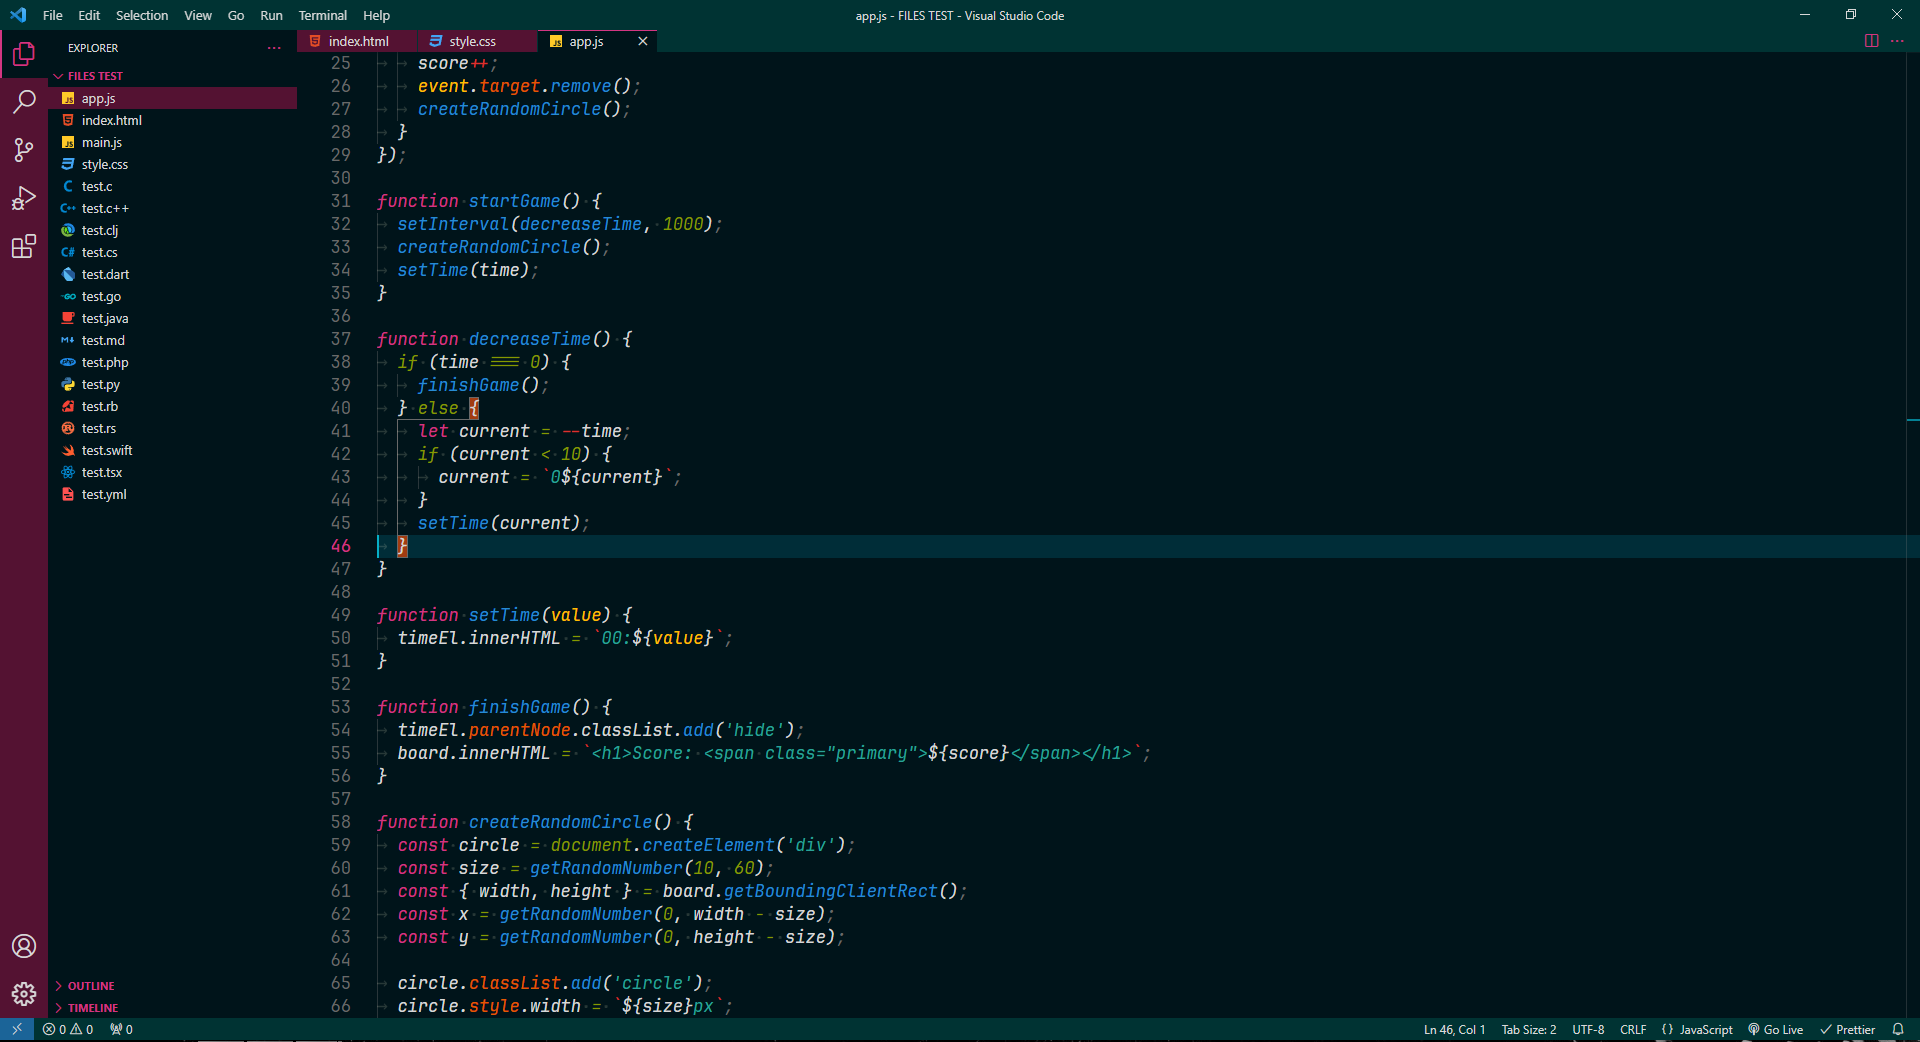 File Edit Selection View Go Run Terminal Help
app.js - FILES TEST - Visual Studio Code
EXPLORER
FILES TEST
app.js
index.html
main.js
style.css
test.c
test.c++
test.clj
test.cs
test.dart
test.go
test.java
test.md
test.php
test.py
test.rb
test.rs
test.swift
test.tsx
test.yml
OUTLINE
TIMELINE
index.html style.css app.js
25 score++;
26 event.target.remove();
27 createRandomCircle();
28 }
29 });
30
31 function startGame() {
32 setInterval(decreaseTime, 1000);
33 createRandomCircle();
34 setTime(time);
35 }
36
37 function decreaseTime() {
38 if (time === 0) {
39 finishGame();
40 } else {
41 let current = --time;
42 if (current < 10) {
43 current = `0${current}`;
44 }
45 setTime(current);
46 }
47 }
48
49 function setTime(value) {
50 timeEl.innerHTML = `00:${value}`;
51 }
52
53 function finishGame() {
54 timeEl.parentNode.classList.add('hide');
55 board.innerHTML = `<h1>Score: <span class="primary">${score}</span></h1>`;
56 }
57
58 function createRandomCircle() {
59 const circle = document.createElement('div');
60 const size = getRandomNumber(10, 60);
61 const { width, height } = board.getBoundingClientRect();
62 const x = getRandomNumber(0, width - size);
63 const y = getRandomNumber(0, height - size);
64
65 circle.classList.add('circle');
66 circle.style.width = `${size}px`;
0 0 0
Ln 46, Col 1 Tab Size: 2 UTF-8 CRLF {} JavaScript Go Live Prettier